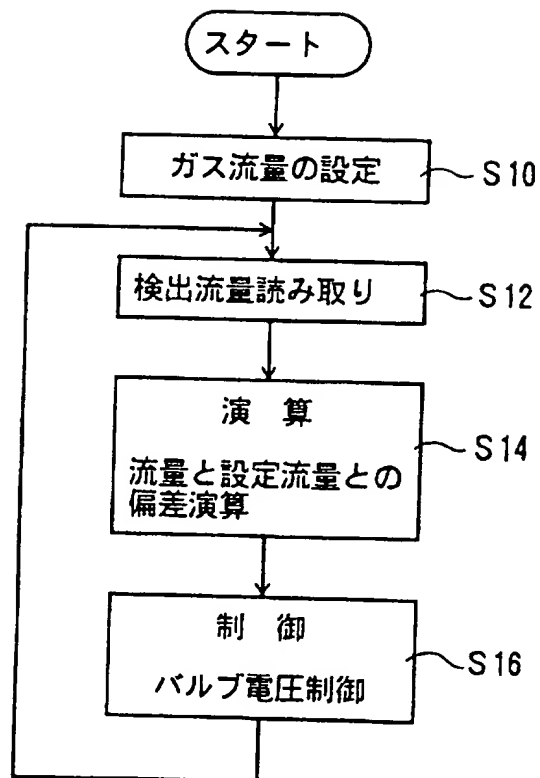 スタート
ガス流量の設定
S10
検出流量読み取り
S12
演 算
流量と設定流量との
偏差演算
S14
制 御
バルブ電圧制御
S16